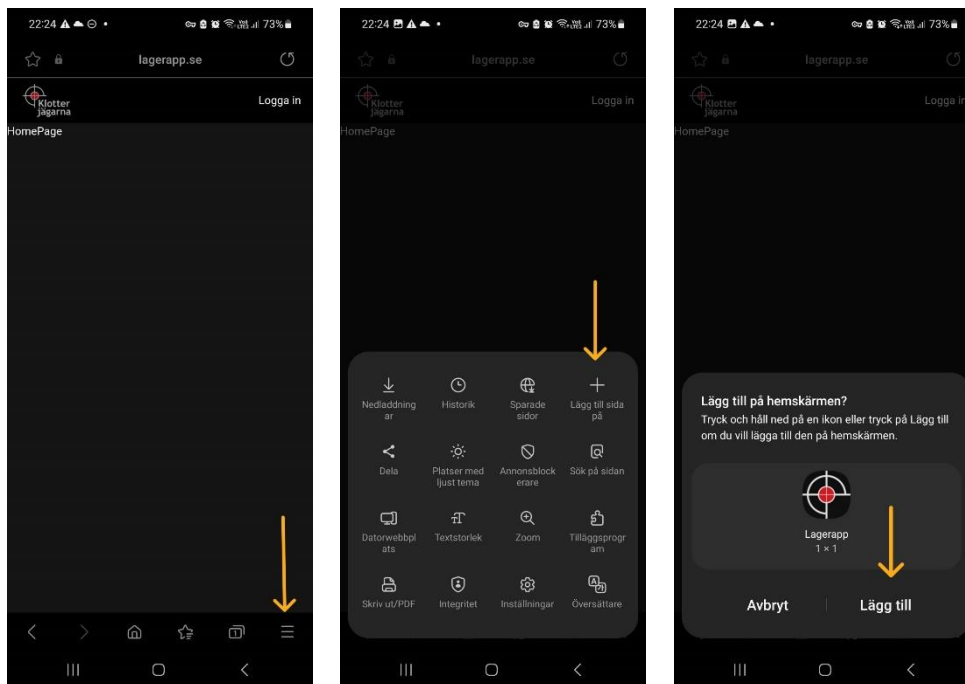 22:24
73%
lagerapp.se
Klotter
jägarna
Logga in
HomePage
1
22:24
73%
lagerapp.se
Klotter
jägarna
Logga in
HomePage
Nedladdning
ar
Historik
Sparade
sidor
Lägg till sida
på
Dela
Platser med
ljust tema
Annonsblock
erare
Sök på sidan
Datorwebbpl
ats
Textstorlek
Zoom
Tilläggsprogr
am
Skriv ut/PDF
Integritet
Inställningar
Översättare
22:24
73%
lagerapp.se
Klotter
jägarna
Logga in
HomePage
Lägg till på hemskärmen?
Tryck och håll ned på en ikon eller tryck på Lägg till
om du vill lägga till den på hemskärmen.
Lagerapp
1 × 1
Avbryt
Lägg till